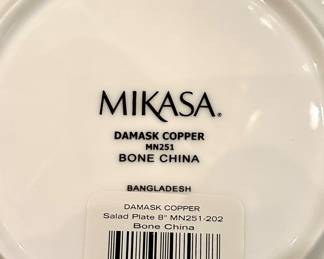 MIKASA®
DAMASK COPPER
MN251
BONE CHINA
BANGLADESH
DAMASK COPPER
Salad Plate 8" MN251-202
Bone China